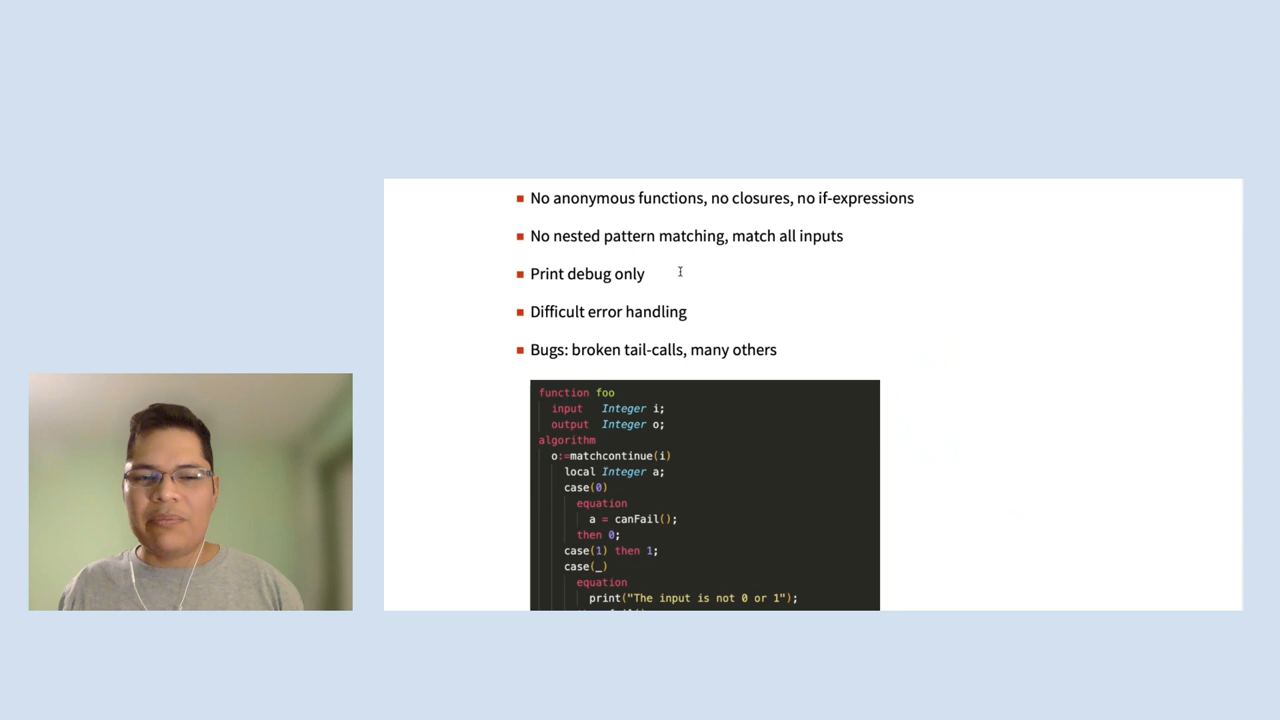 No anonymous functions, no closures, no if-expressions
No nested pattern matching, match all inputs
Print debug only
Difficult error handling
Bugs: broken tail-calls, many others
function foo
input Integer i;
output Integer o;
algorithm
o:=matchcontinue(i)
local Integer a;
case(0)
equation
a = canFail();
then 0;
case(1) then 1;
case(_)
equation
print("The input is not 0 or 1");